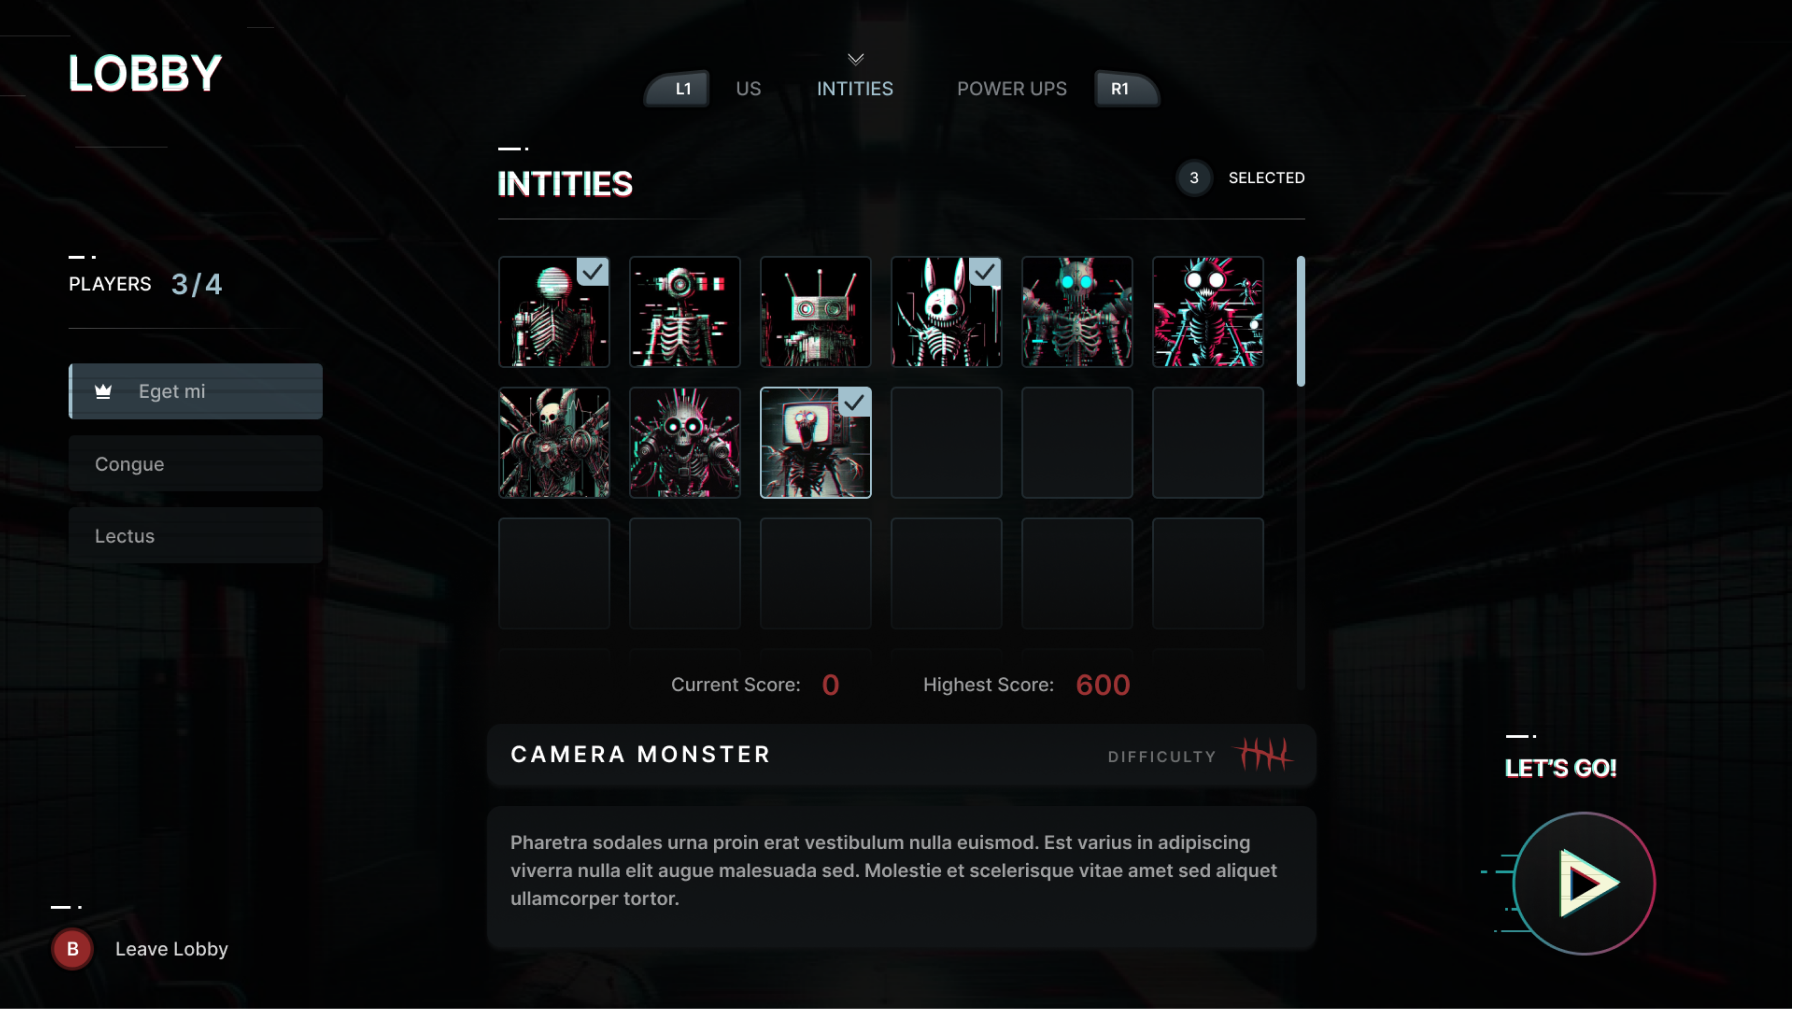 LOBBY
L1 US INTITIES POWER UPS R1
INTITIES
3 SELECTED
PLAYERS 3/4
Eget mi
Congue
Lectus
Current Score: 0 Highest Score: 600
CAMERA MONSTER DIFFICULTY
Pharetra sodales urna proin erat vestibulum nulla euismod. Est varius in adipiscing
viverra nulla elit augue malesuada sed. Molestie et scelerisque vitae amet sed aliquet
ullamcorper tortor.
LET'S GO!
B Leave Lobby